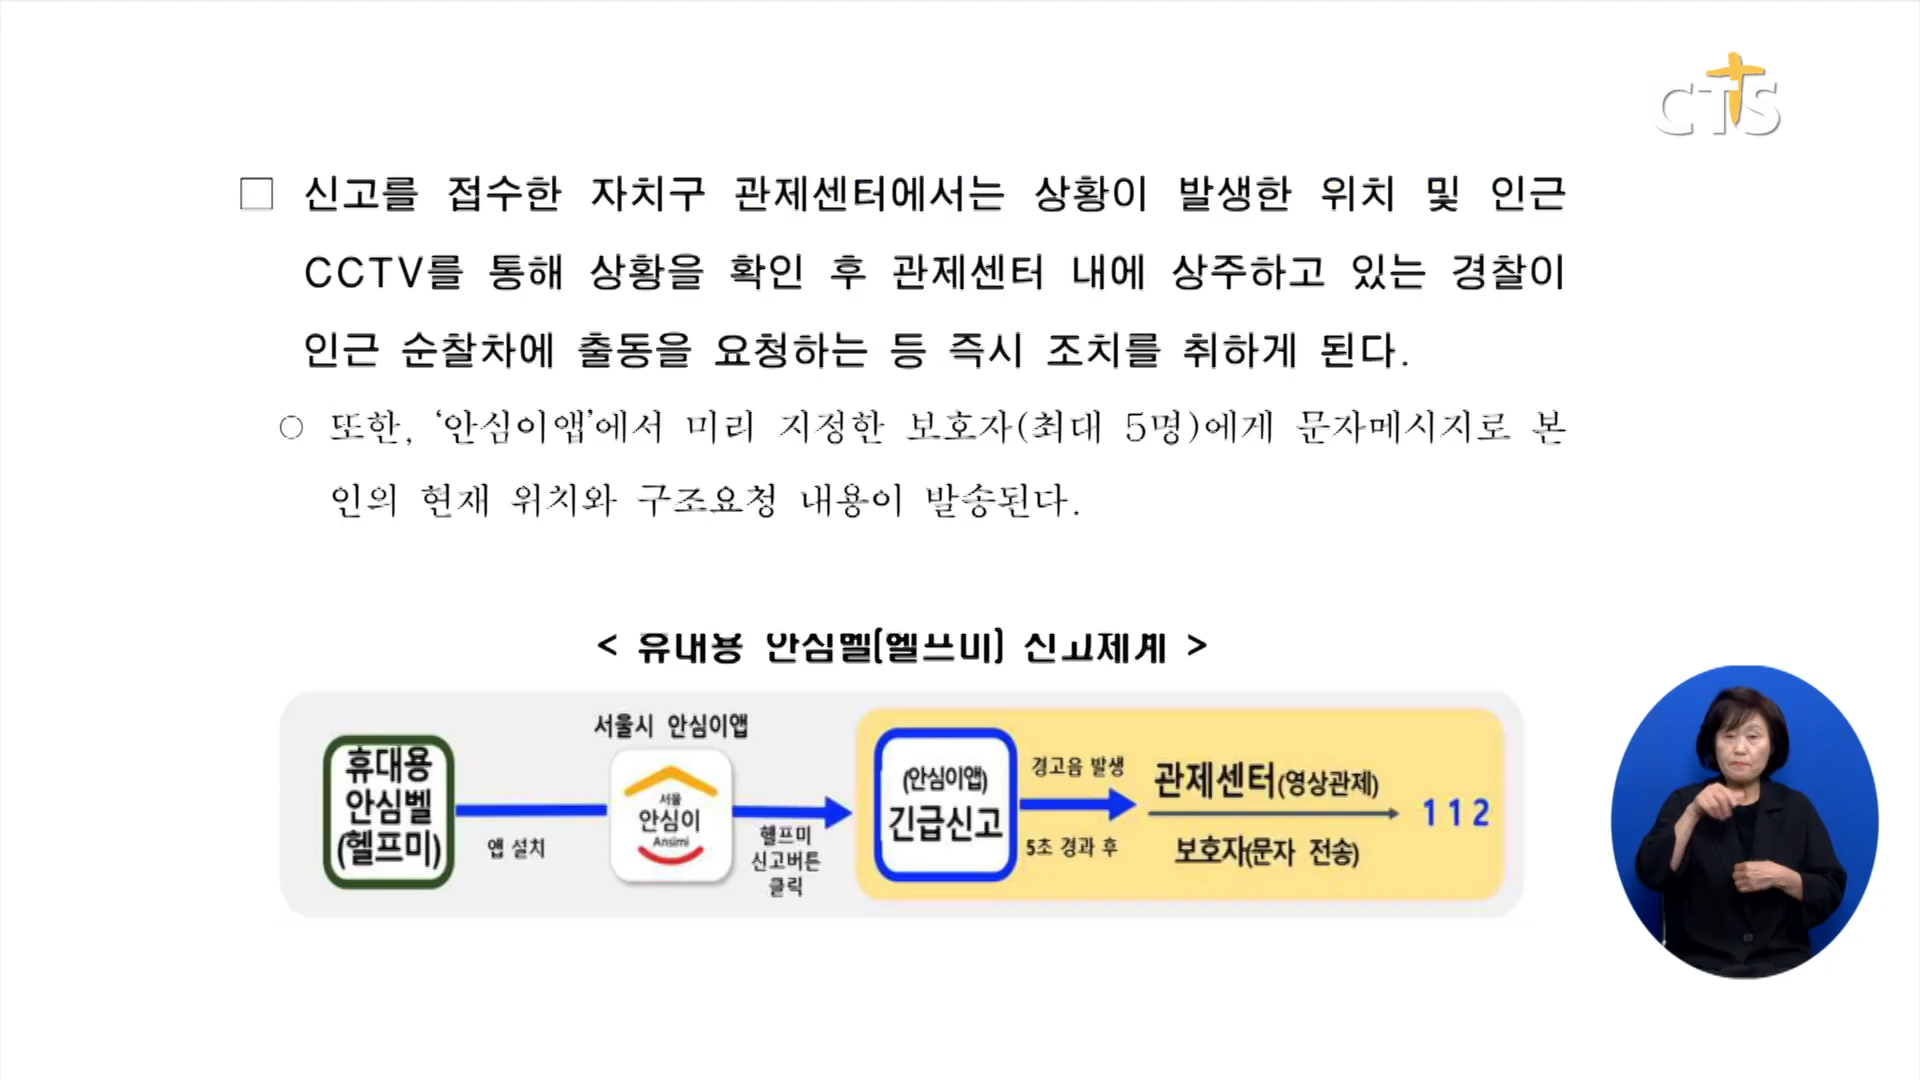 CTS
□ 신고를 접수한 자치구 관제센터에서는 상황이 발생한 위치 및 인근
CCTV를 통해 상황을 확인 후 관제센터 내에 상주하고 있는 경찰이
인근 순찰차에 출동을 요청하는 등 즉시 조치를 취하게 된다.
○ 또한, ‘안심이앱’에서 미리 지정한 보호자(최대 5명)에게 문자메시지로 본
인의 현재 위치와 구조요청 내용이 발송된다.
< 휴대용 안심벨(헬프미) 신고체계 >
휴대용
안심벨
(헬프미)
앱 설치
서울시 안심이앱
서울
안심이
Ansimi
헬프미
신고버튼
클릭
(안심이앱)
긴급신고
경고음 발생
5초 경과 후
관제센터(영상관제)
보호자(문자 전송)
112